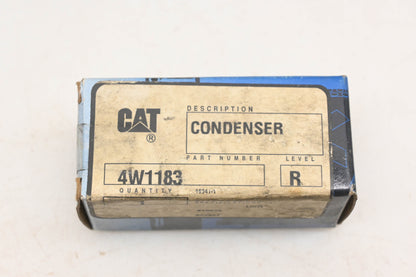 DESCRIPTION
CAT
®
CONDENSER
PART NUMBER LEVEL
4W1183 R
QUANTITY